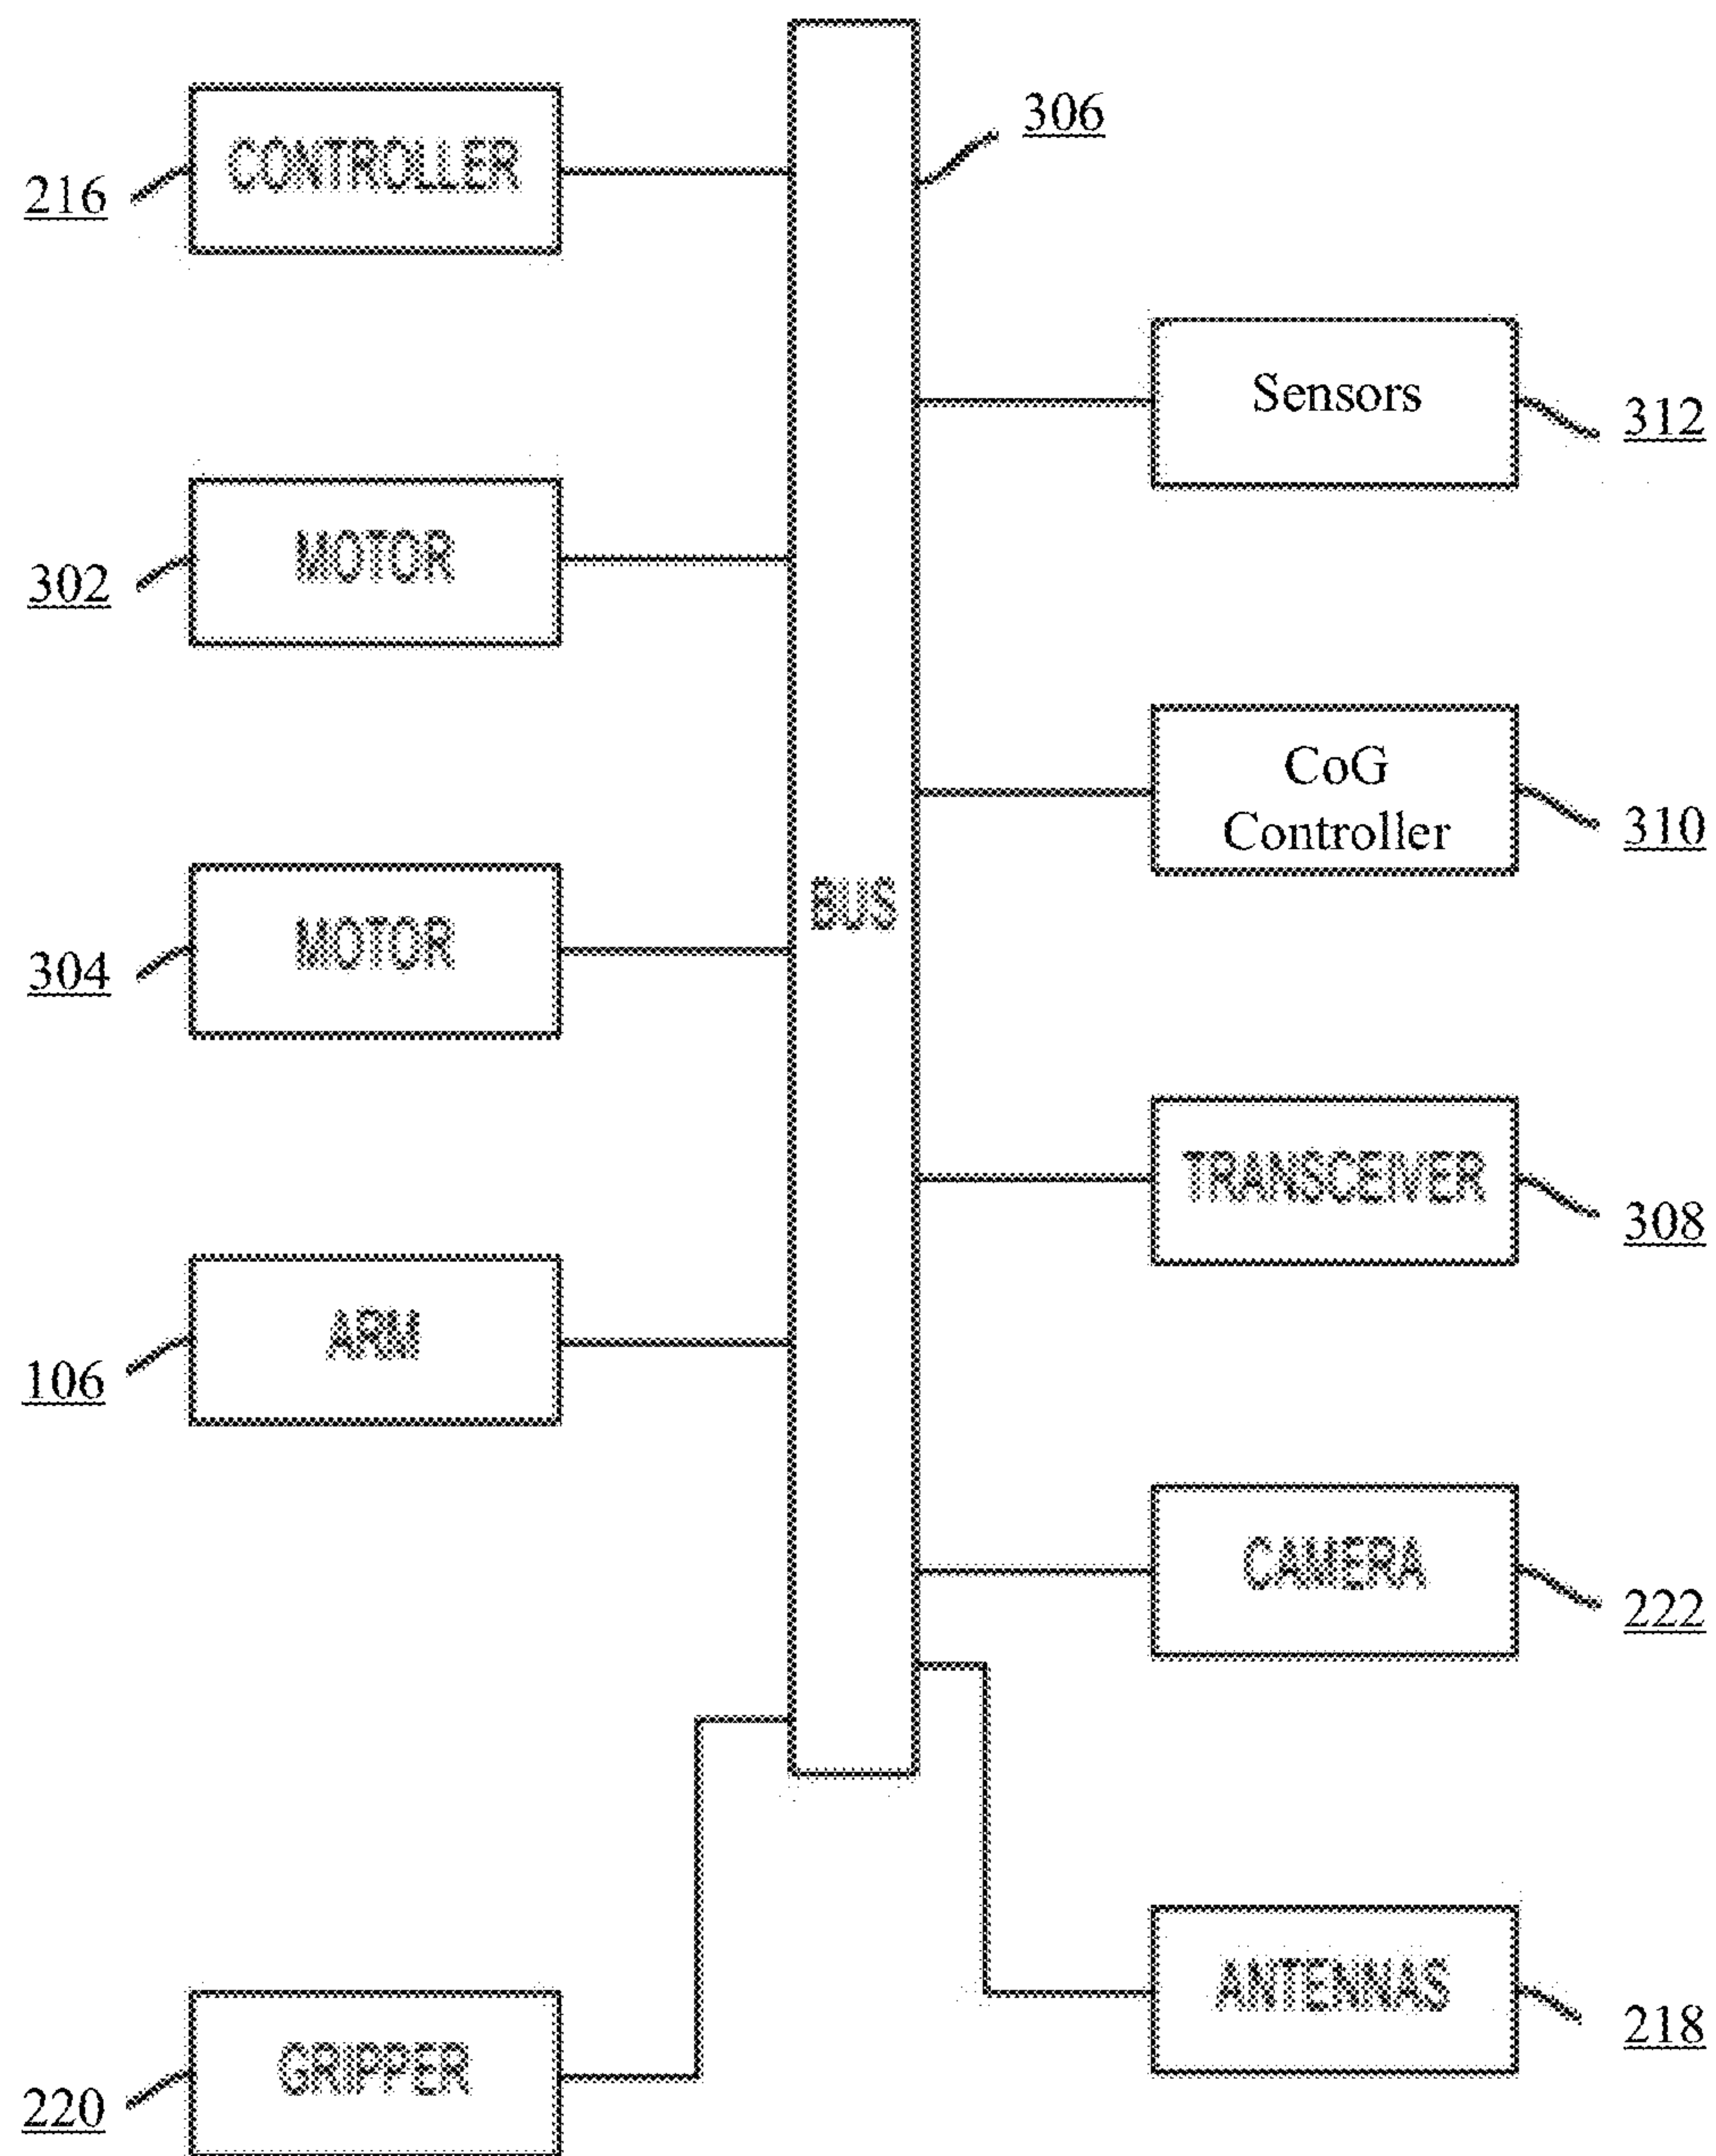 306
CONTROLLER
216
Sensors
312
MOTOR
302
CoG
Controller
310
BUS
MOTOR
304
TRANSCEIVER
308
ARM
106
CAMERA
222
ANTENNAS
218
GRIPPER
220